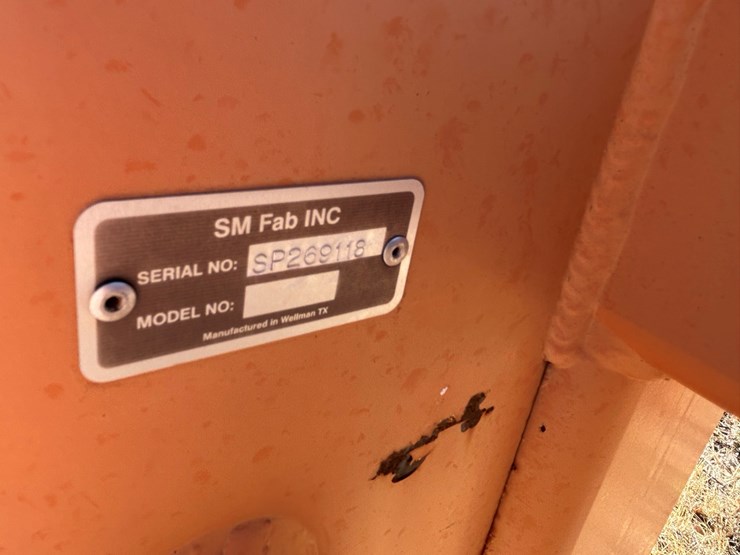 SM Fab INC
SERIAL NO: SP269118
MODEL NO:
Manufactured in Wellman TX